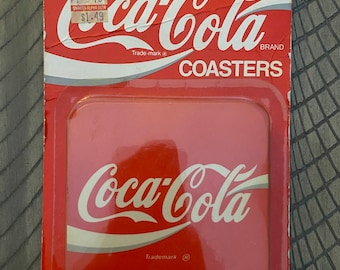 $1.49
Coca-Cola
Trade-mark ®
BRAND
COASTERS
Coca-Cola
Trademark ®